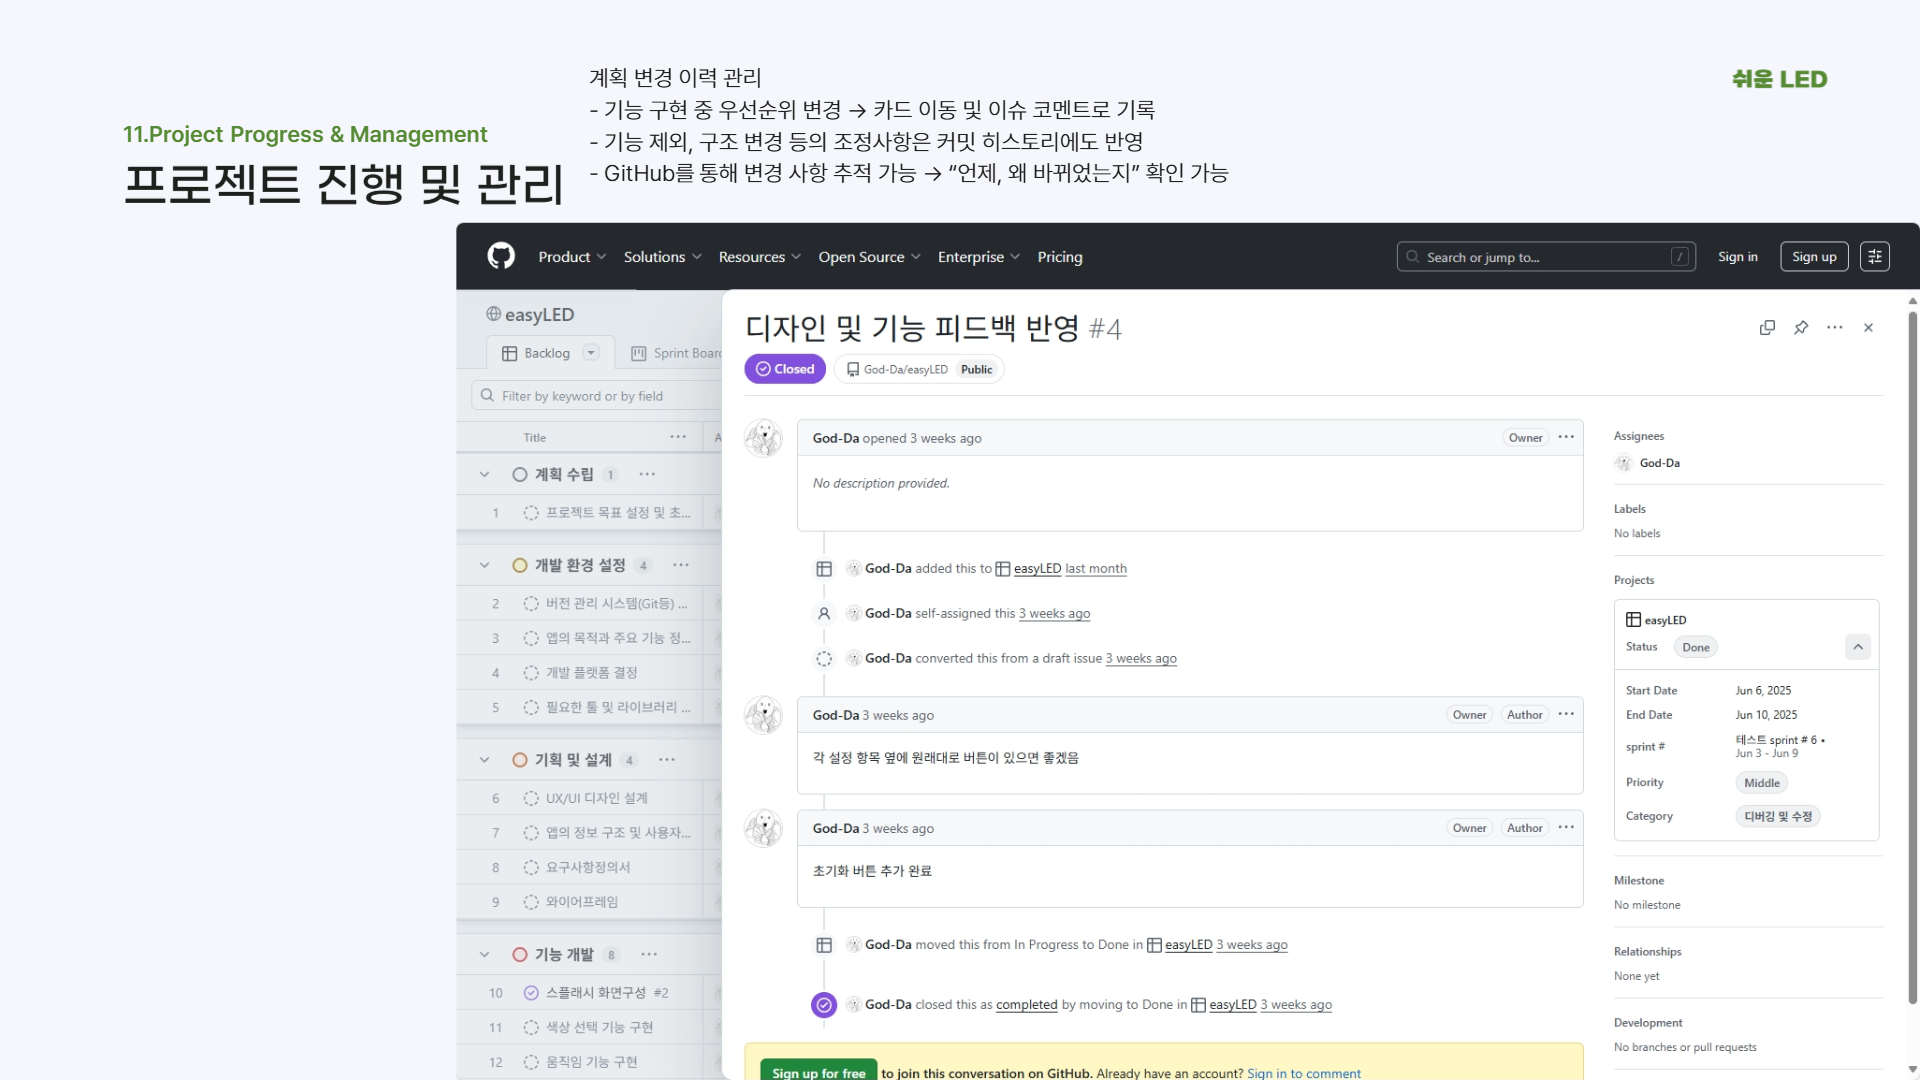 계획 변경 이력 관리
- 기능 구현 중 우선순위 변경 → 카드 이동 및 이슈 코멘트로 기록
- 기능 제외, 구조 변경 등의 조정사항은 커밋 히스토리에도 반영
- GitHub를 통해 변경 사항 추적 가능 → “언제, 왜 바뀌었는지” 확인 가능
쉬운 LED
11.Project Progress & Management
프로젝트 진행 및 관리
Product Solutions Resources Open Source Enterprise Pricing
Search or jump to... /
Sign in
Sign up
easyLED
Backlog
Sprint Board
Filter by keyword or by field
Title
계획 수립 1 ...
1 프로젝트 목표 설정 및 초...
개발 환경 설정 4 ...
2 버전 관리 시스템(Git등) ...
3 앱의 목적과 주요 기능 정...
4 개발 플랫폼 결정
5 필요한 툴 및 라이브러리 ...
기획 및 설계 4 ...
6 UX/UI 디자인 설계
7 앱의 정보 구조 및 사용자...
8 요구사항정의서
9 와이어프레임
기능 개발 8 ...
10 스플래시 화면구성 #2
11 색상 선택 기능 구현
12 움직임 기능 구현
디자인 및 기능 피드백 반영 #4
Closed
God-Da/easyLED Public
God-Da opened 3 weeks ago
Owner
No description provided.
God-Da added this to easyLED last month
God-Da self-assigned this 3 weeks ago
God-Da converted this from a draft issue 3 weeks ago
God-Da 3 weeks ago
Owner Author
각 설정 항목 옆에 원래대로 버튼이 있으면 좋겠음
God-Da 3 weeks ago
Owner Author
초기화 버튼 추가 완료
God-Da moved this from In Progress to Done in easyLED 3 weeks ago
God-Da closed this as completed by moving to Done in easyLED 3 weeks ago
Sign up for free to join this conversation on GitHub. Already have an account? Sign in to comment
Assignees
God-Da
Labels
No labels
Projects
easyLED
Status Done
Start Date Jun 6, 2025
End Date Jun 10, 2025
sprint # 테스트 sprint # 6 •
Jun 3 - Jun 9
Priority Middle
Category 디버깅 및 수정
Milestone
No milestone
Relationships
None yet
Development
No branches or pull requests